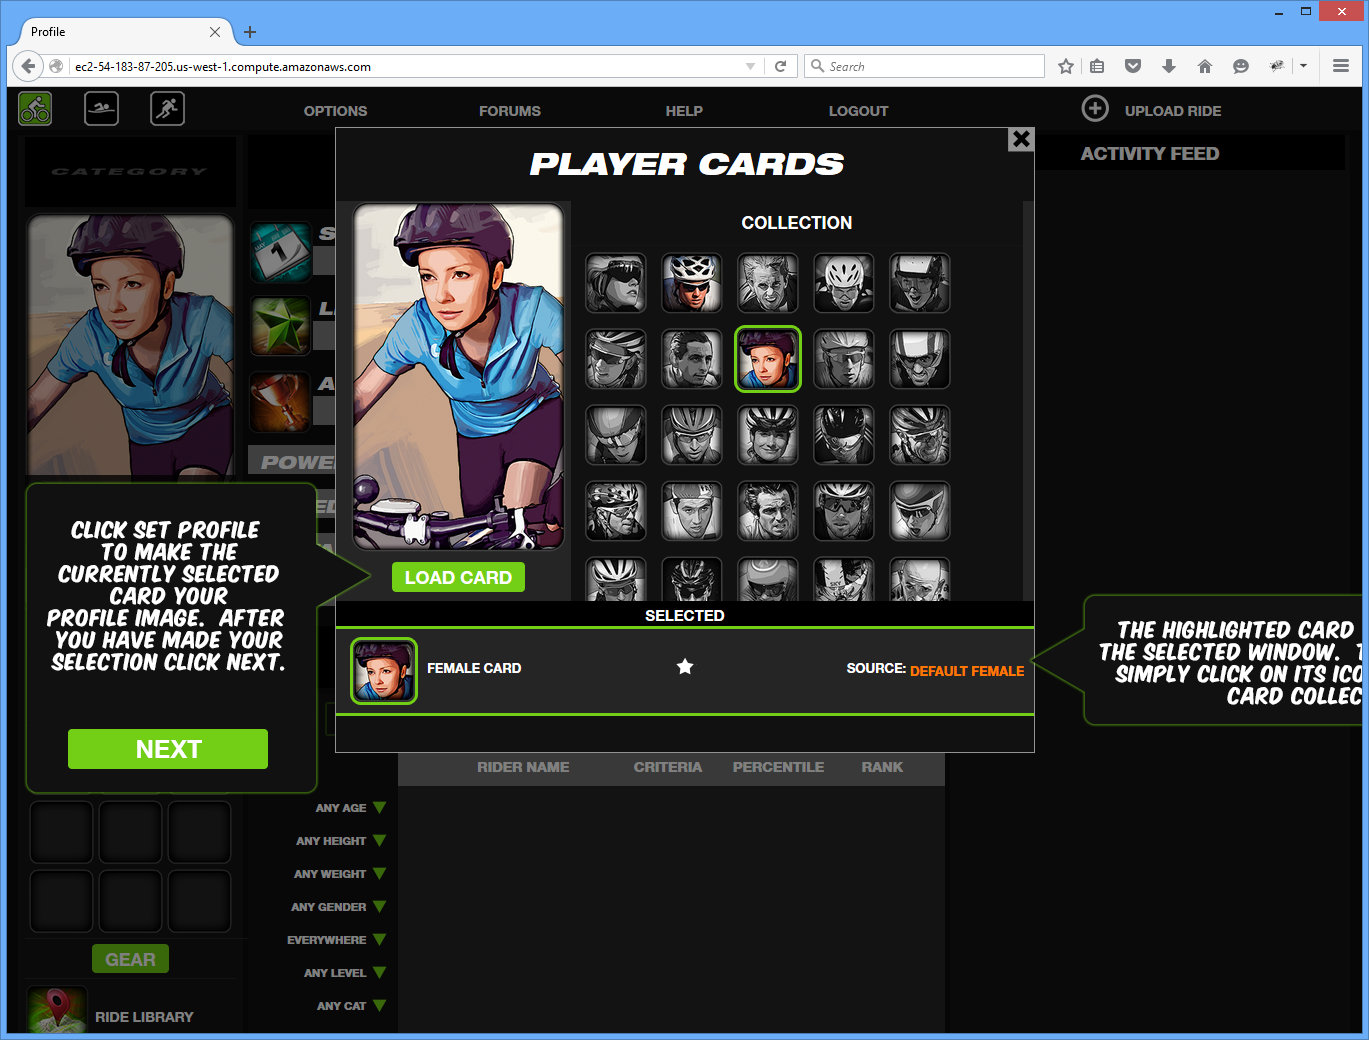 Profile
ec2-54-183-87-205.us-west-1.compute.amazonaws.com
Search
OPTIONS
FORUMS
HELP
LOGOUT
UPLOAD RIDE
CATEGORY
PLAYER CARDS
ACTIVITY FEED
COLLECTION
MAY
1
S
L
A
POWE
ED
A
CLICK SET PROFILE
TO MAKE THE
CURRENTLY SELECTED
CARD YOUR
PROFILE IMAGE. AFTER
YOU HAVE MADE YOUR
SELECTION CLICK NEXT.
NEXT
LOAD CARD
SKY
SELECTED
FEMALE CARD
SOURCE: DEFAULT FEMALE
THE HIGHLIGHTED CARD
THE SELECTED WINDOW. T
SIMPLY CLICK ON ITS ICO
CARD COLLEC
RIDER NAME
CRITERIA
PERCENTILE
RANK
ANY AGE
ANY HEIGHT
ANY WEIGHT
ANY GENDER
EVERYWHERE
ANY LEVEL
ANY CAT
GEAR
RIDE LIBRARY